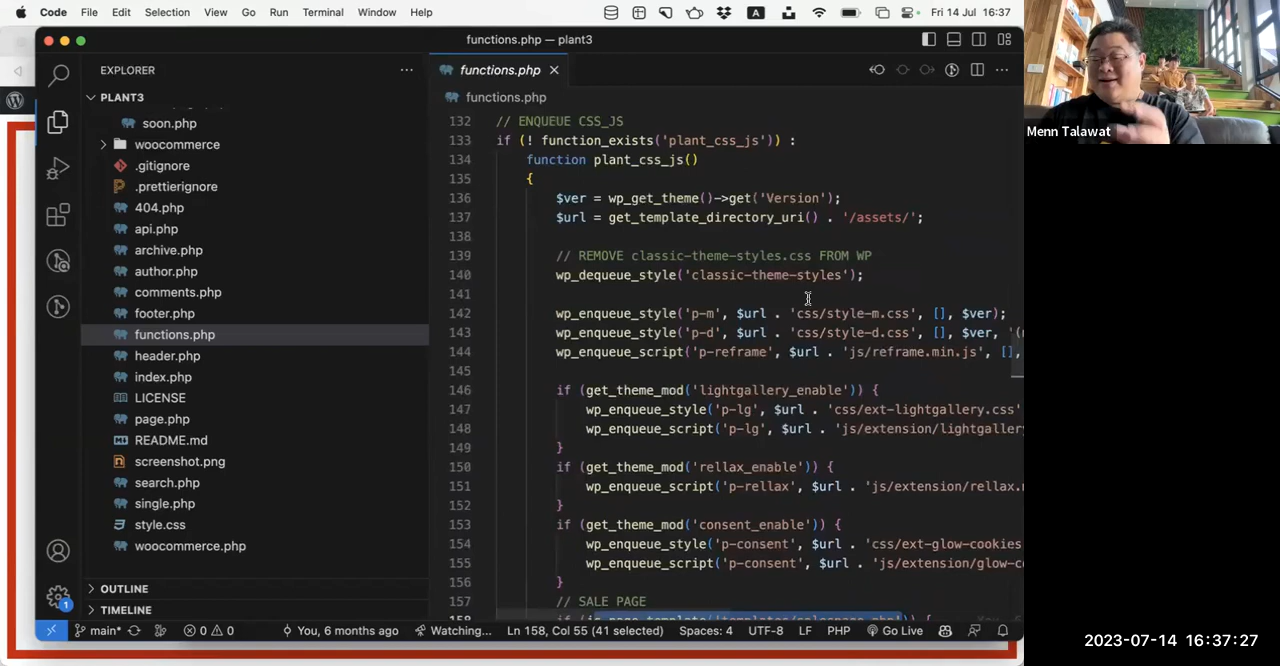 Code File Edit Selection View Go Run Terminal Window Help A Fri 14 Jul 16:37
functions.php — plant3
EXPLORER
PLANT3
soon.php
woocommerce
.gitignore
.prettierignore
404.php
api.php
archive.php
author.php
comments.php
footer.php
functions.php
header.php
index.php
LICENSE
page.php
README.md
screenshot.png
search.php
single.php
style.css
woocommerce.php
OUTLINE
TIMELINE
functions.php
functions.php
132 // ENQUEUE CSS_JS
133 if (! function_exists('plant_css_js')) :
134 function plant_css_js()
135 {
136 $ver = wp_get_theme()->get('Version');
137 $url = get_template_directory_uri() . '/assets/';
138
139 // REMOVE classic-theme-styles.css FROM WP
140 wp_dequeue_style('classic-theme-styles');
141
142 wp_enqueue_style('p-m', $url . 'css/style-m.css', [], $ver);
143 wp_enqueue_style('p-d', $url . 'css/style-d.css', [], $ver, '(m
144 wp_enqueue_script('p-reframe', $url . 'js/reframe.min.js', [],
145
146 if (get_theme_mod('lightgallery_enable')) {
147 wp_enqueue_style('p-lg', $url . 'css/ext-lightgallery.css'
148 wp_enqueue_script('p-lg', $url . 'js/extension/lightgallery
149 }
150 if (get_theme_mod('rellax_enable')) {
151 wp_enqueue_script('p-rellax', $url . 'js/extension/rellax.m
152 }
153 if (get_theme_mod('consent_enable')) {
154 wp_enqueue_style('p-consent', $url . 'css/ext-glow-cookies
155 wp_enqueue_script('p-consent', $url . 'js/extension/glow-co
156 }
157 // SALE PAGE
158 if (is_page_template('templates/salespage.php')) {
1
main* 0 0 You, 6 months ago Watching... Ln 158, Col 55 (41 selected) Spaces: 4 UTF-8 LF PHP Go Live
Menn Talawat
2023-07-14 16:37:27